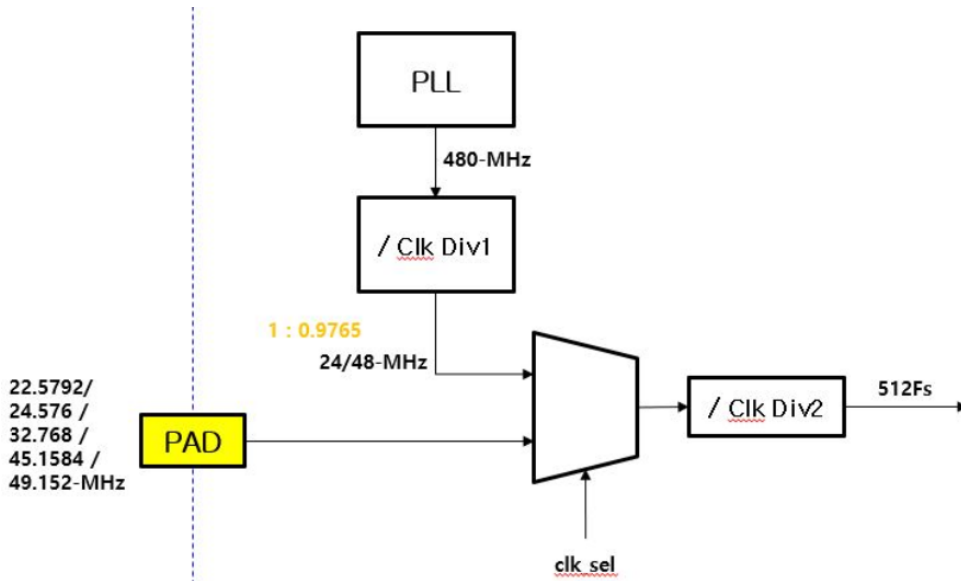 PLL
480-MHz
/ Clk Div1
1 : 0.9765
24/48-MHz
22.5792/
24.576 /
32.768 /
45.1584 /
49.152-MHz
PAD
/ Clk Div2
512Fs
clk_sel